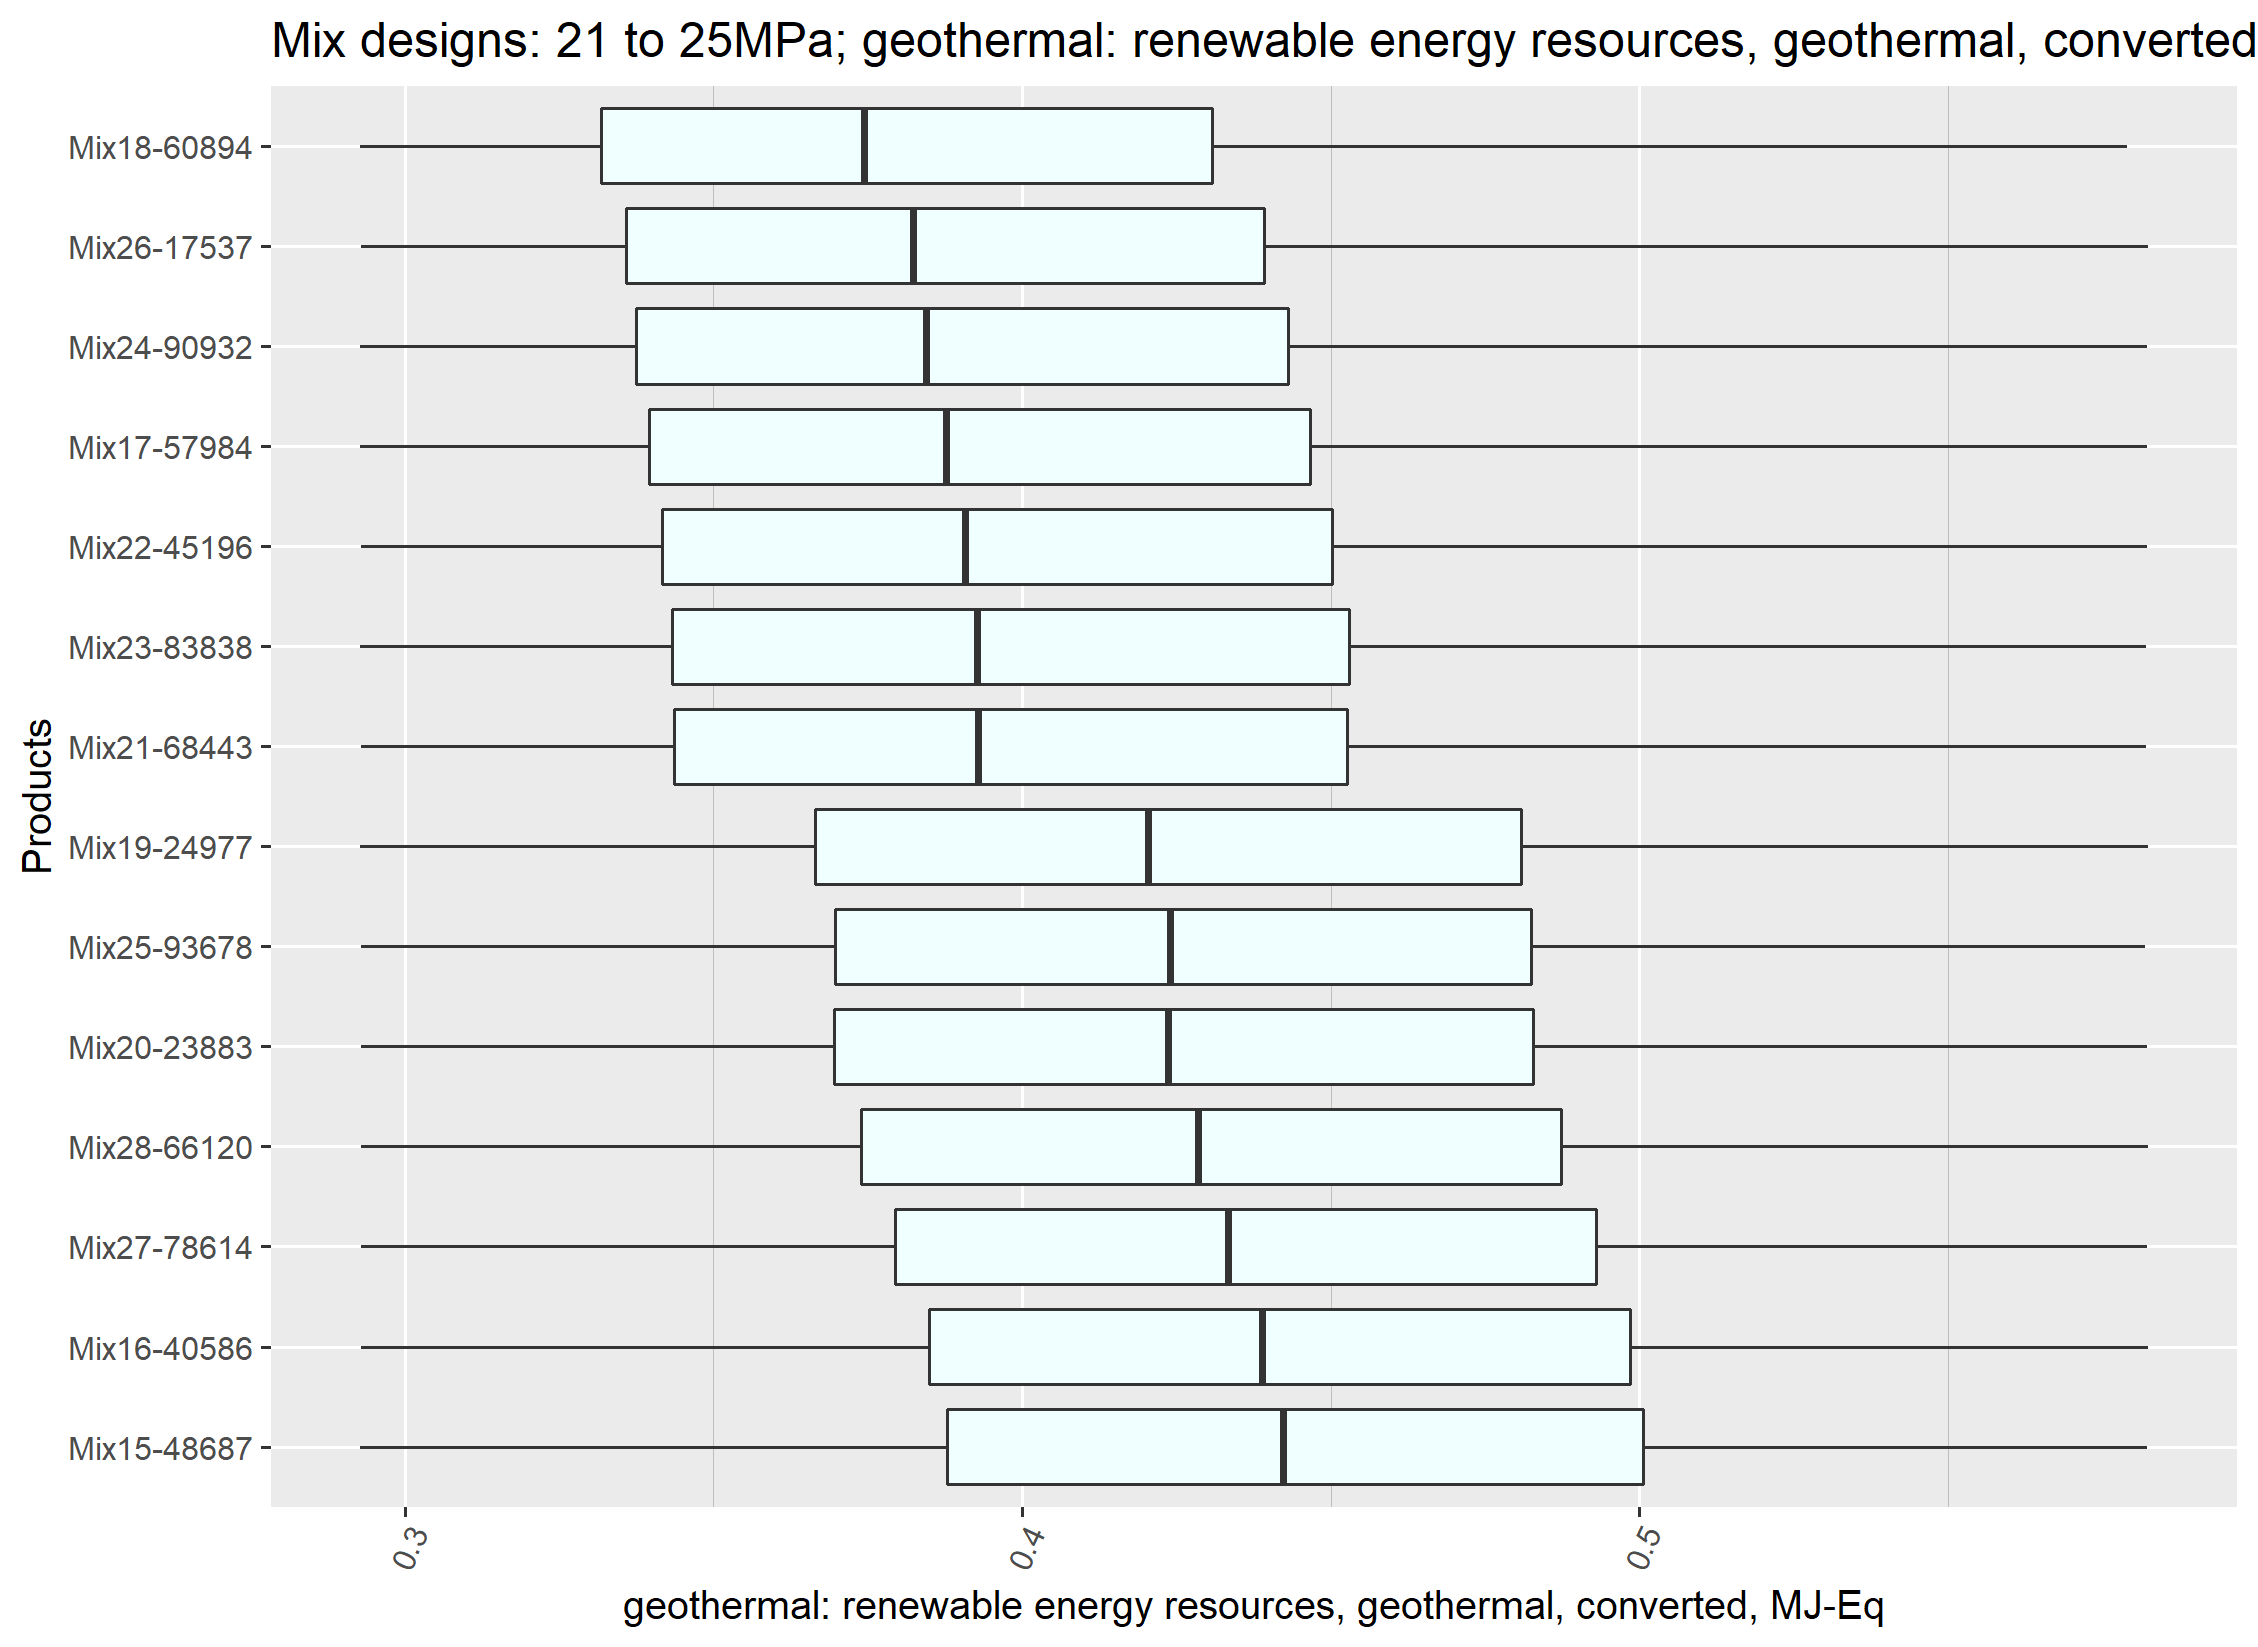 Mix designs: 21 to 25MPa; geothermal: renewable energy resources, geothermal, converted
Products
Mix18-60894
Mix26-17537
Mix24-90932
Mix17-57984
Mix22-45196
Mix23-83838
Mix21-68443
Mix19-24977
Mix25-93678
Mix20-23883
Mix28-66120
Mix27-78614
Mix16-40586
Mix15-48687
0.3
0.4
0.5
geothermal: renewable energy resources, geothermal, converted, MJ-Eq